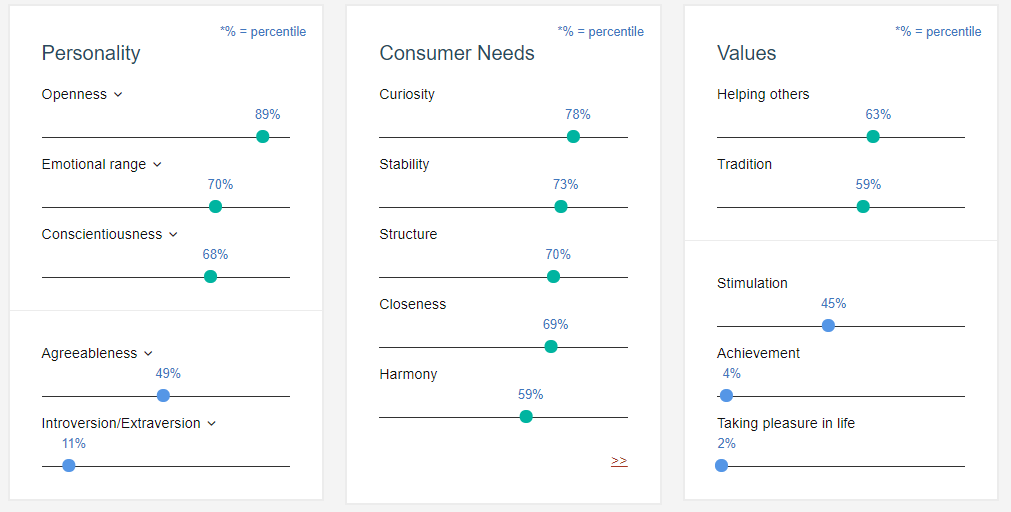 *% = percentile
Personality
Openness
89%
Emotional range
70%
Conscientiousness
68%
Agreeableness
49%
Introversion/Extraversion
11%
*% = percentile
Consumer Needs
Curiosity
78%
Stability
73%
Structure
70%
Closeness
69%
Harmony
59%
>>
*% = percentile
Values
Helping others
63%
Tradition
59%
Stimulation
45%
Achievement
4%
Taking pleasure in life
2%